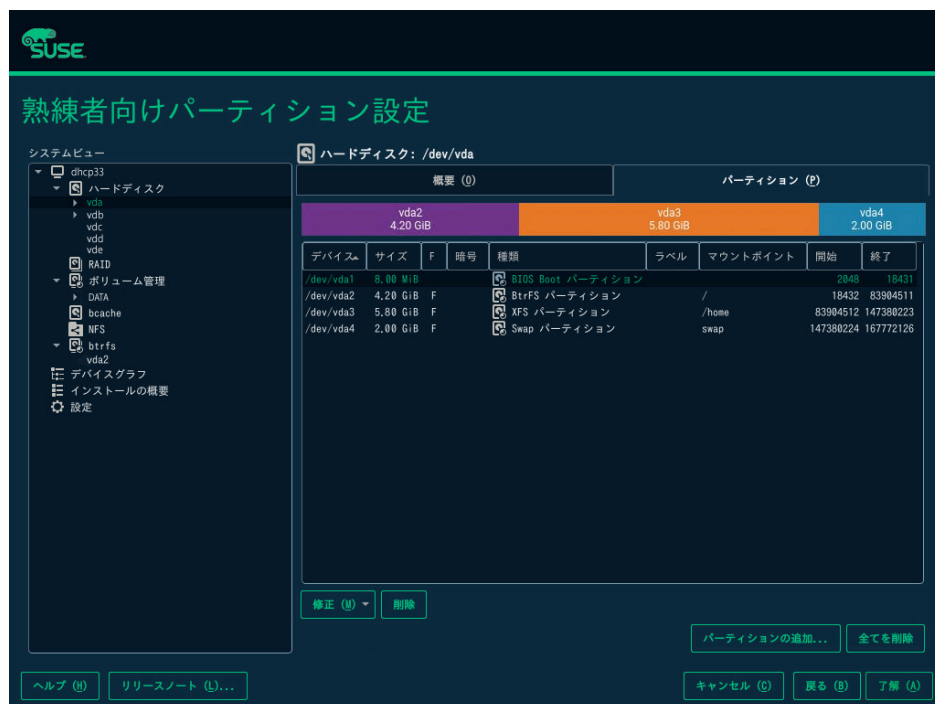 SUSE
熟練者向けパーティション設定
システムビュー
dhcp33
ハードディスク
vda
vdb
vdc
vdd
vde
RAID
ボリューム管理
DATA
bcache
NFS
btrfs
vda2
デバイスグラフ
インストールの概要
設定
ハードディスク: /dev/vda
概要 (O) パーティション (P)
vda2 vda3 vda4
4.20 GiB 5.80 GiB 2.00 GiB
デバイス サイズ F 暗号 種類 ラベル マウントポイント 開始 終了
/dev/vda1 8.00 MiB BIOS Boot パーティション 2048 18431
/dev/vda2 4.20 GiB F BtrFS パーティション / 18432 83904511
/dev/vda3 5.80 GiB F XFS パーティション /home 83904512 147380223
/dev/vda4 2.00 GiB F Swap パーティション swap 147380224 167772126
修正 (M) 削除
パーティションの追加... 全てを削除
ヘルプ (H) リリースノート (L)... キャンセル (C) 戻る (B) 了解 (A)